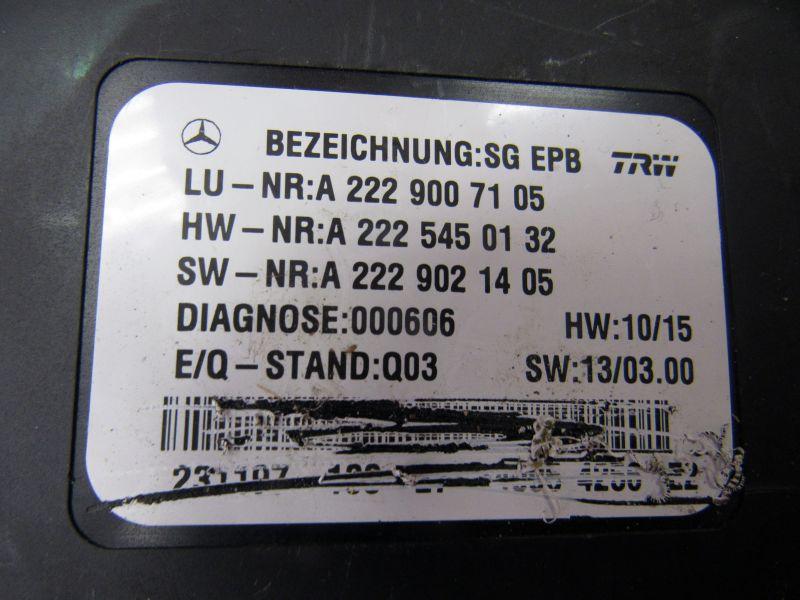 BEZEICHNUNG:SG EPB TRW
LU-NR:A 222 900 71 05
HW-NR:A 222 545 01 32
SW-NR:A 222 902 14 05
DIAGNOSE:000606 HW:10/15
E/Q-STAND:Q03 SW:13/03.00